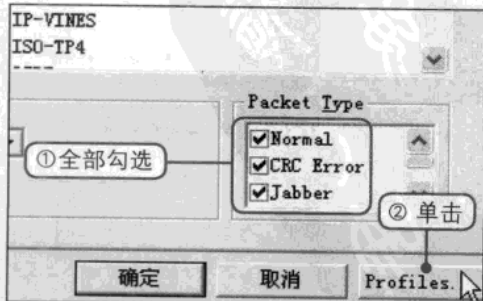 IP-VINES
ISO-TP4
----
Packet Type
①全部勾选
Normal
CRC Error
Jabber
② 单击
确定
取消
Profiles.